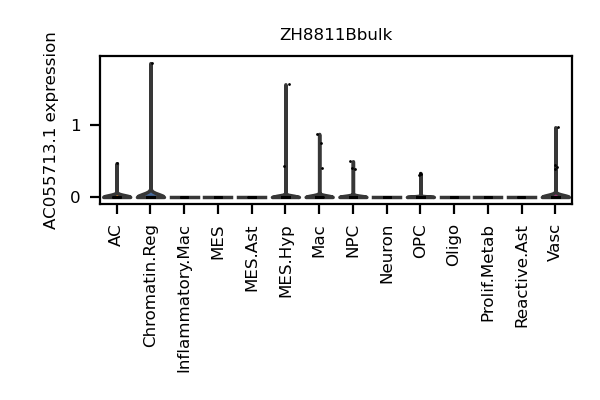 ZH8811Bbulk
AC055713.1 expression
1
0
AC
Chromatin.Reg
Inflammatory.Mac
MES
MES.Ast
MES.Hyp
Mac
NPC
Neuron
OPC
Oligo
Prolif.Metab
Reactive.Ast
Vasc